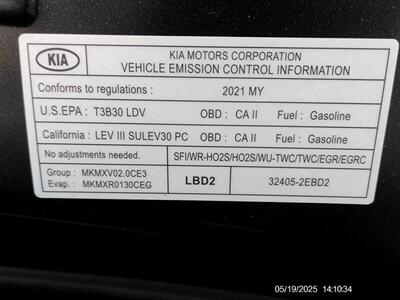 KIA
KIA MOTORS CORPORATION
VEHICLE EMISSION CONTROL INFORMATION
Conforms to regulations : 2021 MY
U.S.EPA : T3B30 LDV OBD : CA II Fuel : Gasoline
California : LEV III SULEV30 PC OBD : CA II Fuel : Gasoline
No adjustments needed. SFI/WR-HO2S/HO2S/WU-TWC/TWC/EGR/EGRC
Group : MKMXV02.0CE3
Evap. : MKMXR0130CEG
LBD2
32405-2EBD2
05/19/2025 14:10:34